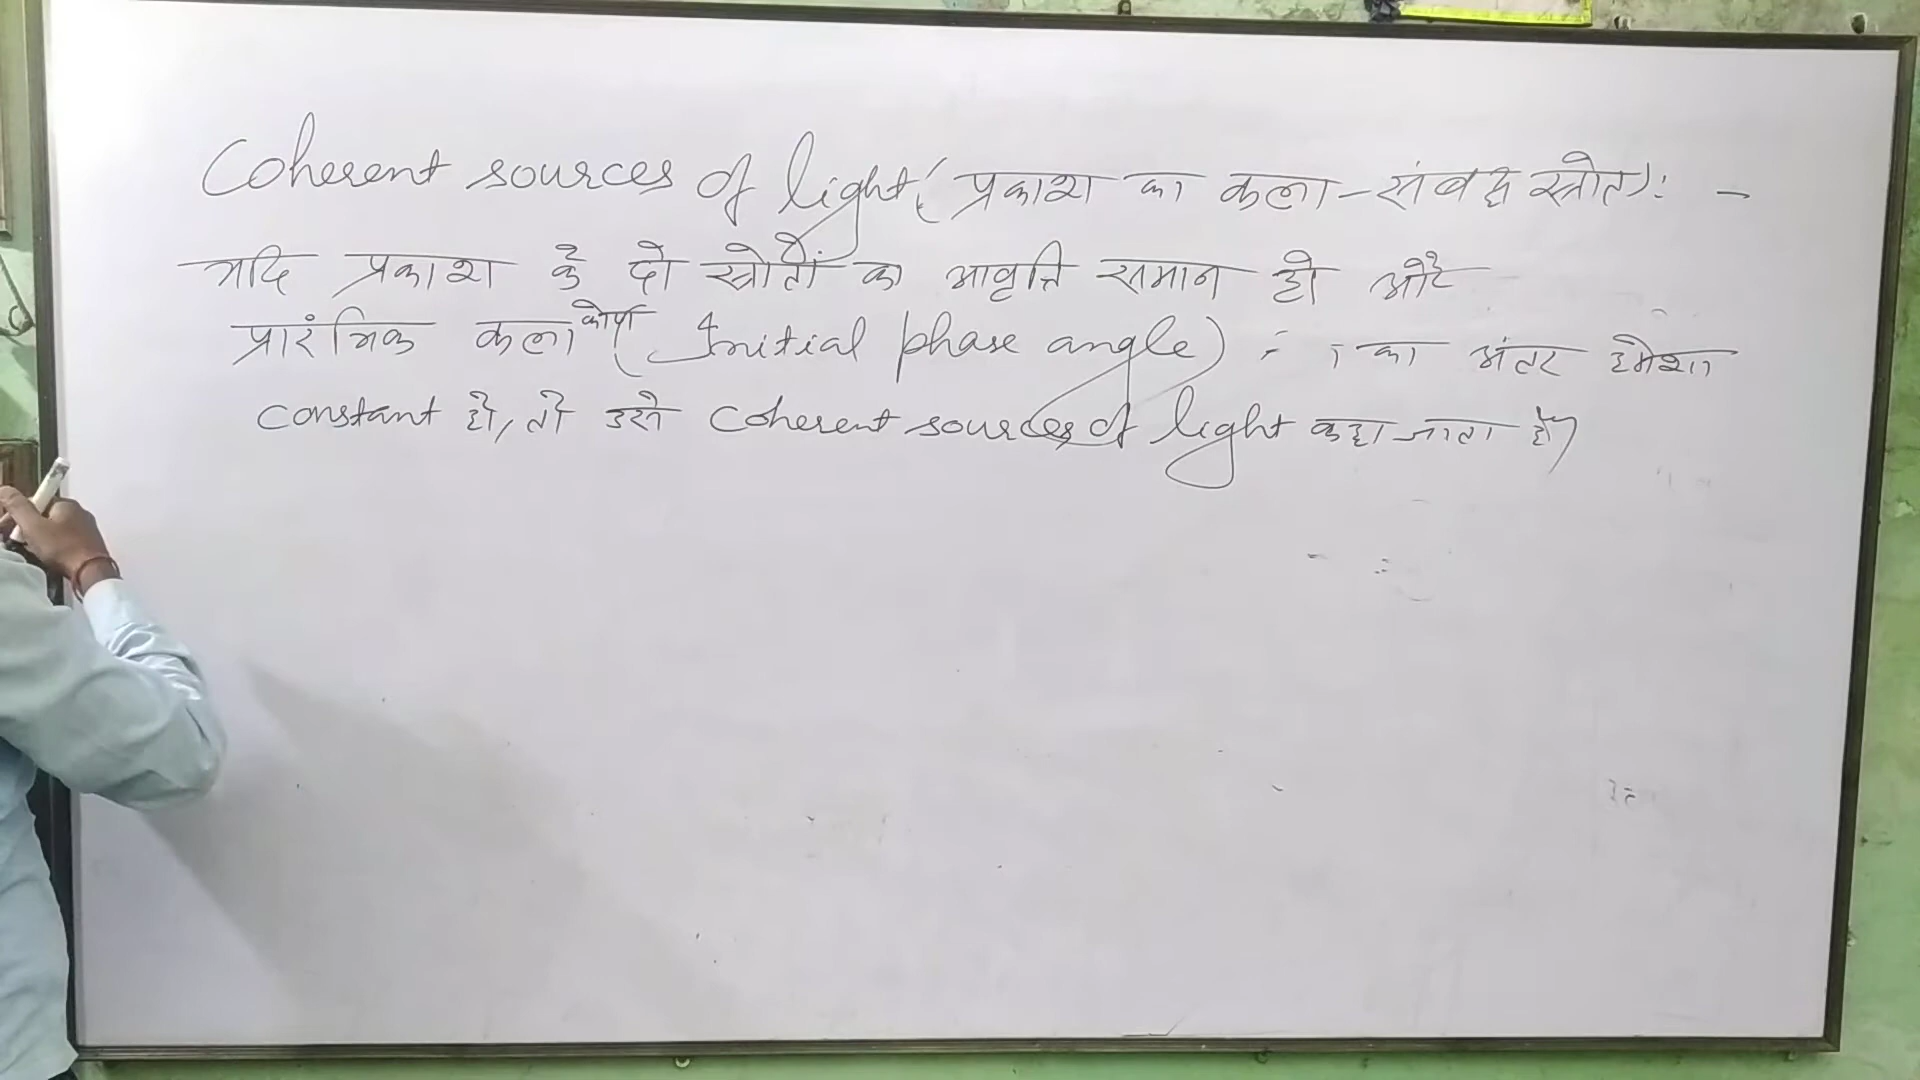 Coherent sources of light (प्रकाश का कला-संबद्ध स्त्रोत): -
यदि प्रकाश के दो स्त्रोतों का आवृत्ति समान हो और
प्रारंभिक कला कोण (Initial phase angle) का अंतर हमेशा
constant हो, तो उसे coherent sources of light कहा जाता है।